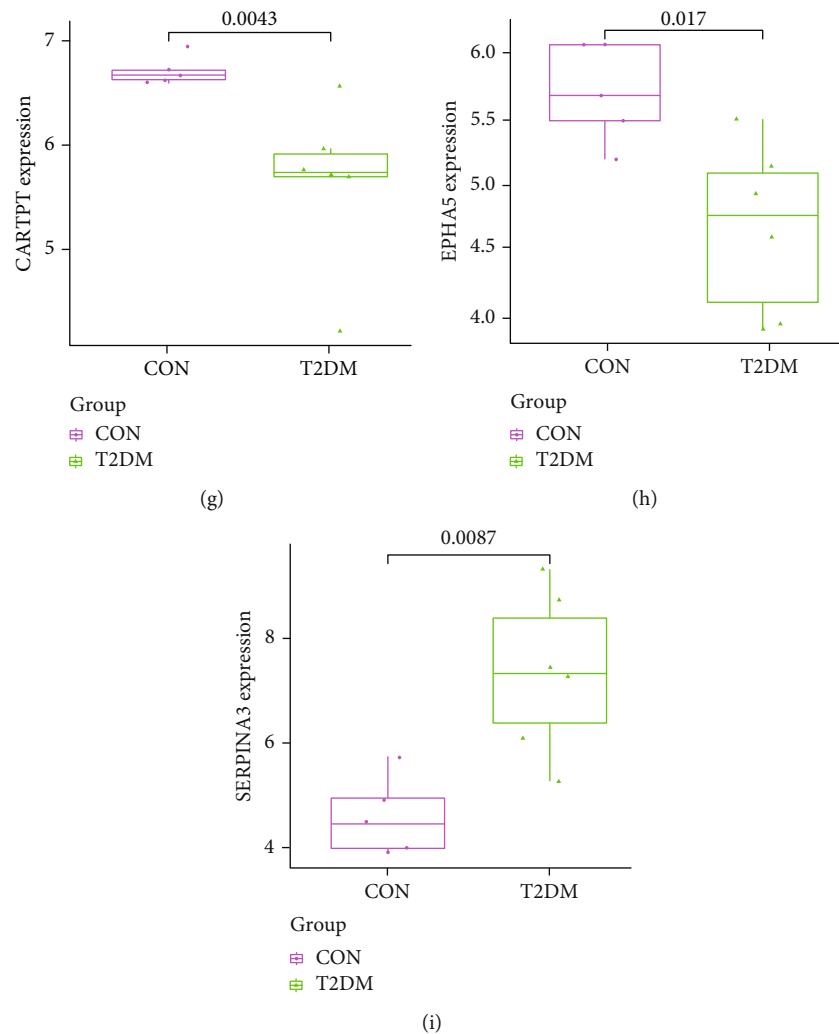 0.0043
7
6
5
CARTPT expression
CON
T2DM
Group
CON
T2DM
(g)
0.017
6.0
5.5
5.0
4.5
4.0
EPHA5 expression
CON
T2DM
Group
CON
T2DM
(h)
0.0087
8
6
4
SERPINA3 expression
CON
T2DM
Group
CON
T2DM
(i)